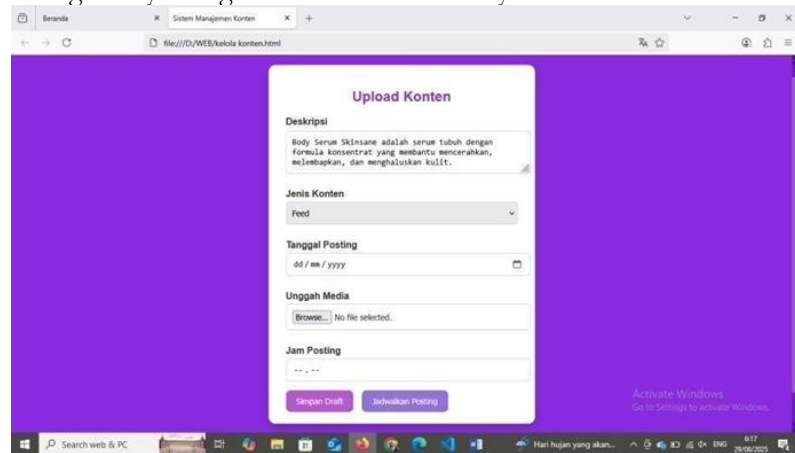 Beranda
Sistem Manajemen Konten
file:///D:/WEB/kelola konten.html
Upload Konten
Deskripsi
Body Serum Skinsane adalah serum tubuh dengan
formula konsentrat yang membantu mencerahkan,
melembapkan, dan menghaluskan kulit.
Jenis Konten
Feed
Tanggal Posting
dd / mm / yyyy
Unggah Media
Browse... No file selected.
Jam Posting
-- . --
Simpan Draft Jadwalkan Posting
Activate Windows
Go to Settings to activate Windows.
Search web & PC
Hari hujan yang akan...
ENG
6:17
29/08/2025